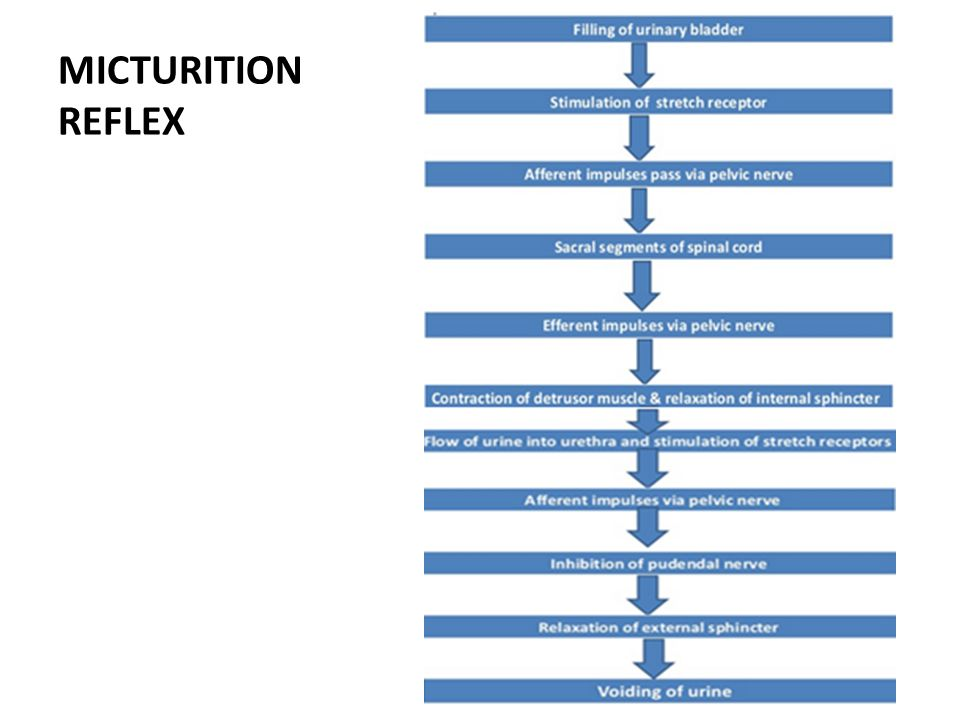 MICTURITION
REFLEX
Filling of urinary bladder
Stimulation of stretch receptor
Afferent impulses pass via pelvic nerve
Sacral segments of spinal cord
Efferent impulses via pelvic nerve
Contraction of detrusor muscle & relaxation of internal sphincter
Flow of urine into urethra and stimulation of stretch receptors
Afferent impulses via pelvic nerve
Inhibition of pudendal nerve
Relaxation of external sphincter
Voiding of urine